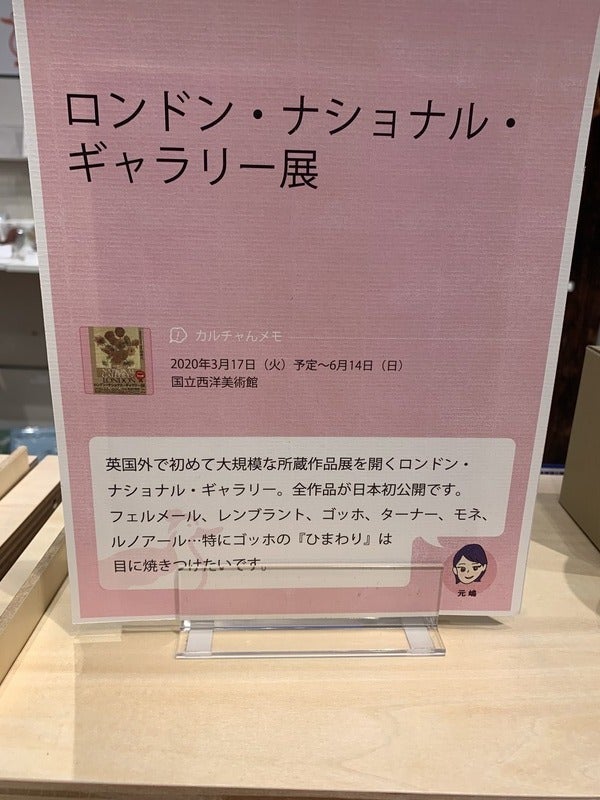 ロンドン・ナショナル・
ギャラリー展
カルチャんメモ
2020年3月17日（火）予定〜6月14日（日）
国立西洋美術館
LONDON
英国外で初めて大規模な所蔵作品展を開くロンドン・
ナショナル・ギャラリー。全作品が日本初公開です。
フェルメール、レンブラント、ゴッホ、ターナー、モネ、
ルノアール…特にゴッホの『ひまわり』は
目に焼きつけたいです。
元嶋